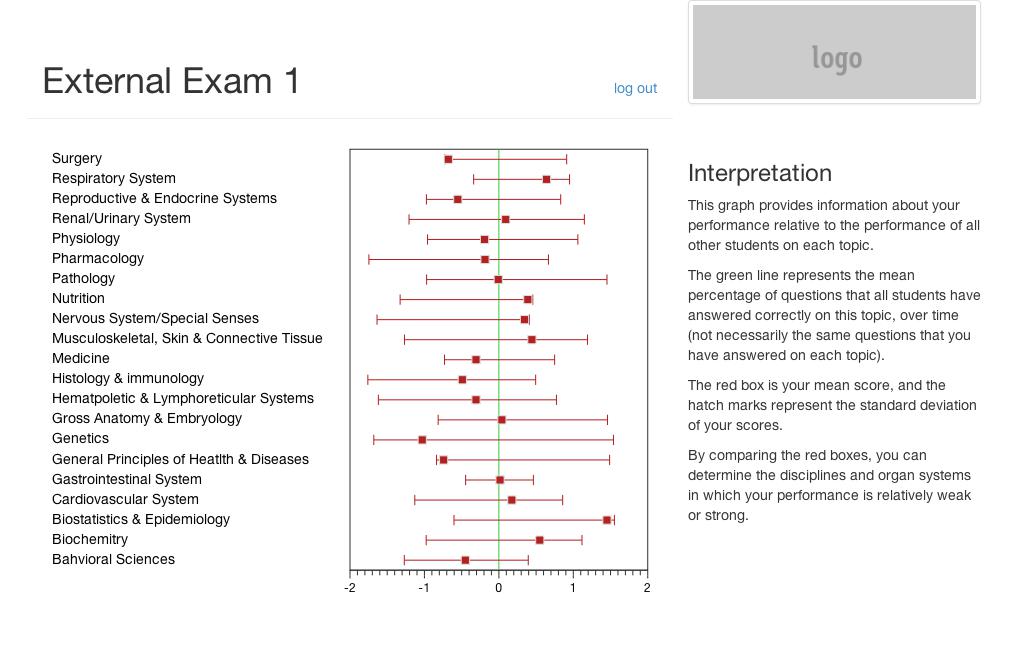 logo
External Exam 1
log out
Surgery
Respiratory System
Reproductive & Endocrine Systems
Renal/Urinary System
Physiology
Pharmacology
Pathology
Nutrition
Nervous System/Special Senses
Musculoskeletal, Skin & Connective Tissue
Medicine
Histology & immunology
Hematpoletic & Lymphoreticular Systems
Gross Anatomy & Embryology
Genetics
General Principles of Heatlth & Diseases
Gastrointestinal System
Cardiovascular System
Biostatistics & Epidemiology
Biochemistry
Bahvioral Sciences
-2 -1 0 1 2
Interpretation
This graph provides information about your
performance relative to the performance of all
other students on each topic.
The green line represents the mean
percentage of questions that all students have
answered correctly on this topic, over time
(not necessarily the same questions that you
have answered on each topic).
The red box is your mean score, and the
hatch marks represent the standard deviation
of your scores.
By comparing the red boxes, you can
determine the disciplines and organ systems
in which your performance is relatively weak
or strong.